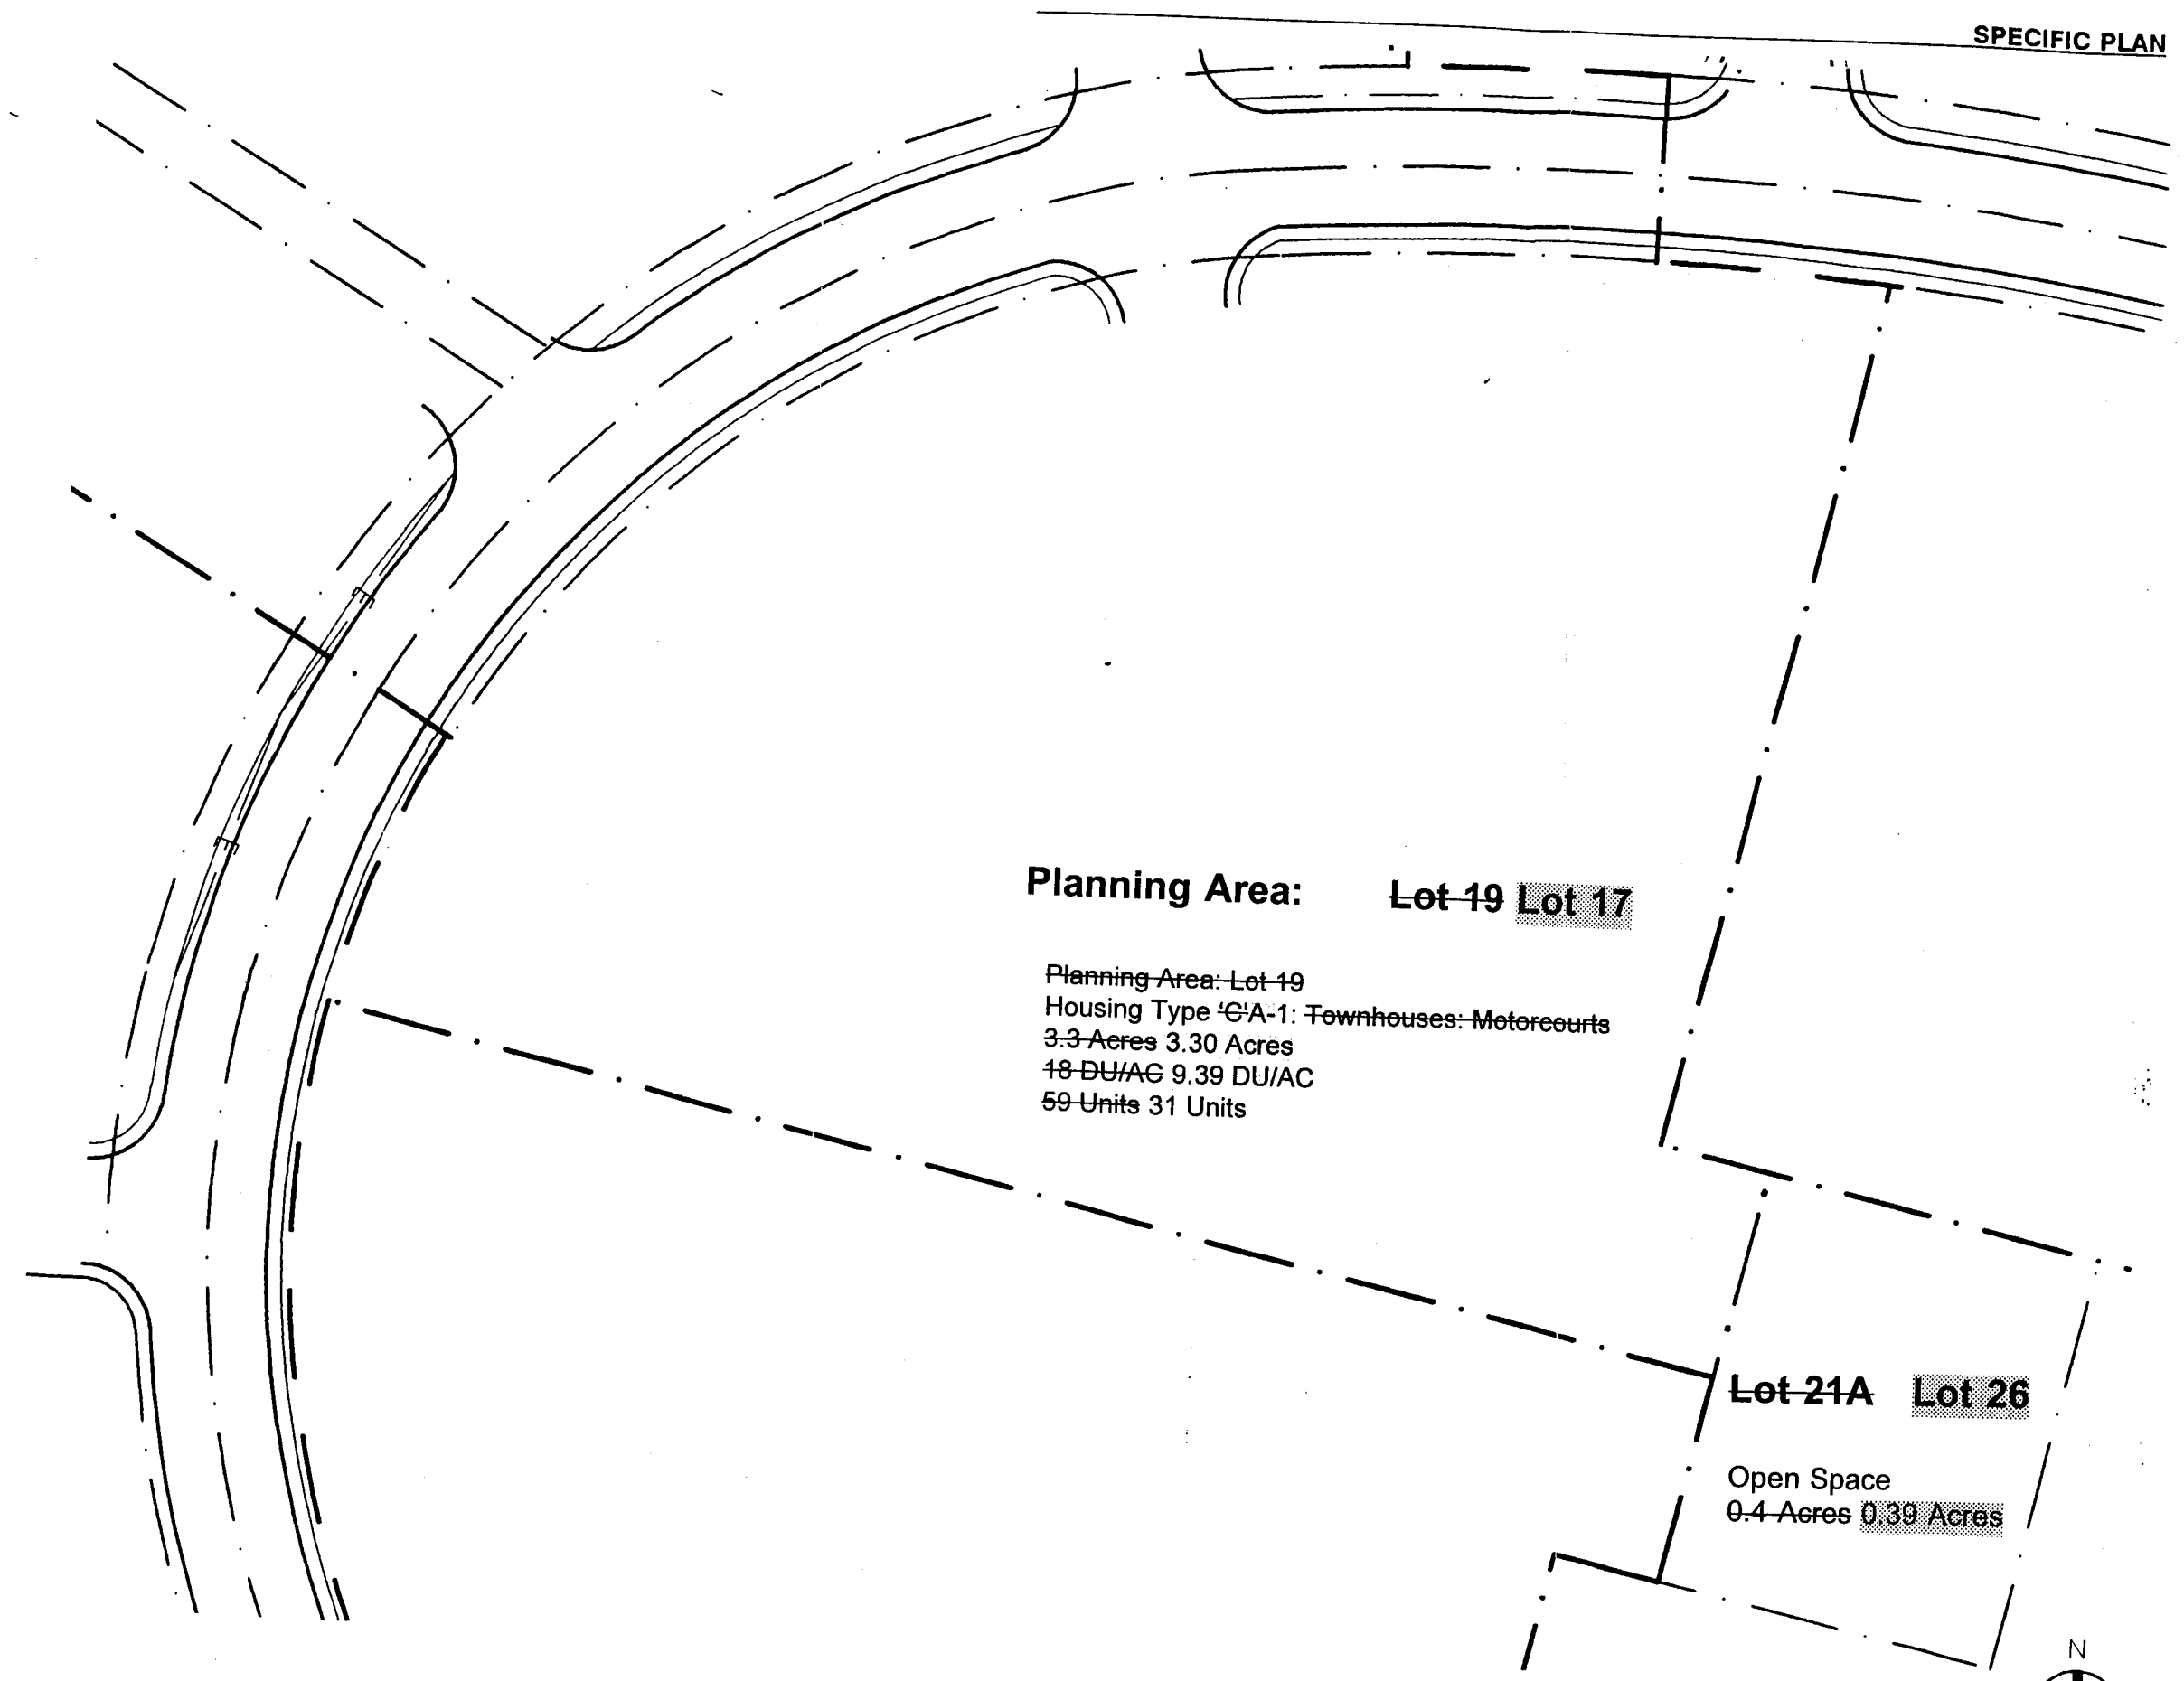 SPECIFIC PLAN
Planning Area: Lot 19 Lot 17
Planning Area: Lot 19
Housing Type 'C'A-1: Townhouses: Motorcourts
3.3 Acres 3.30 Acres
18 DU/AC 9.39 DU/AC
59 Units 31 Units
Lot 21A Lot 26
Open Space
0.4 Acres 0.39 Acres
N